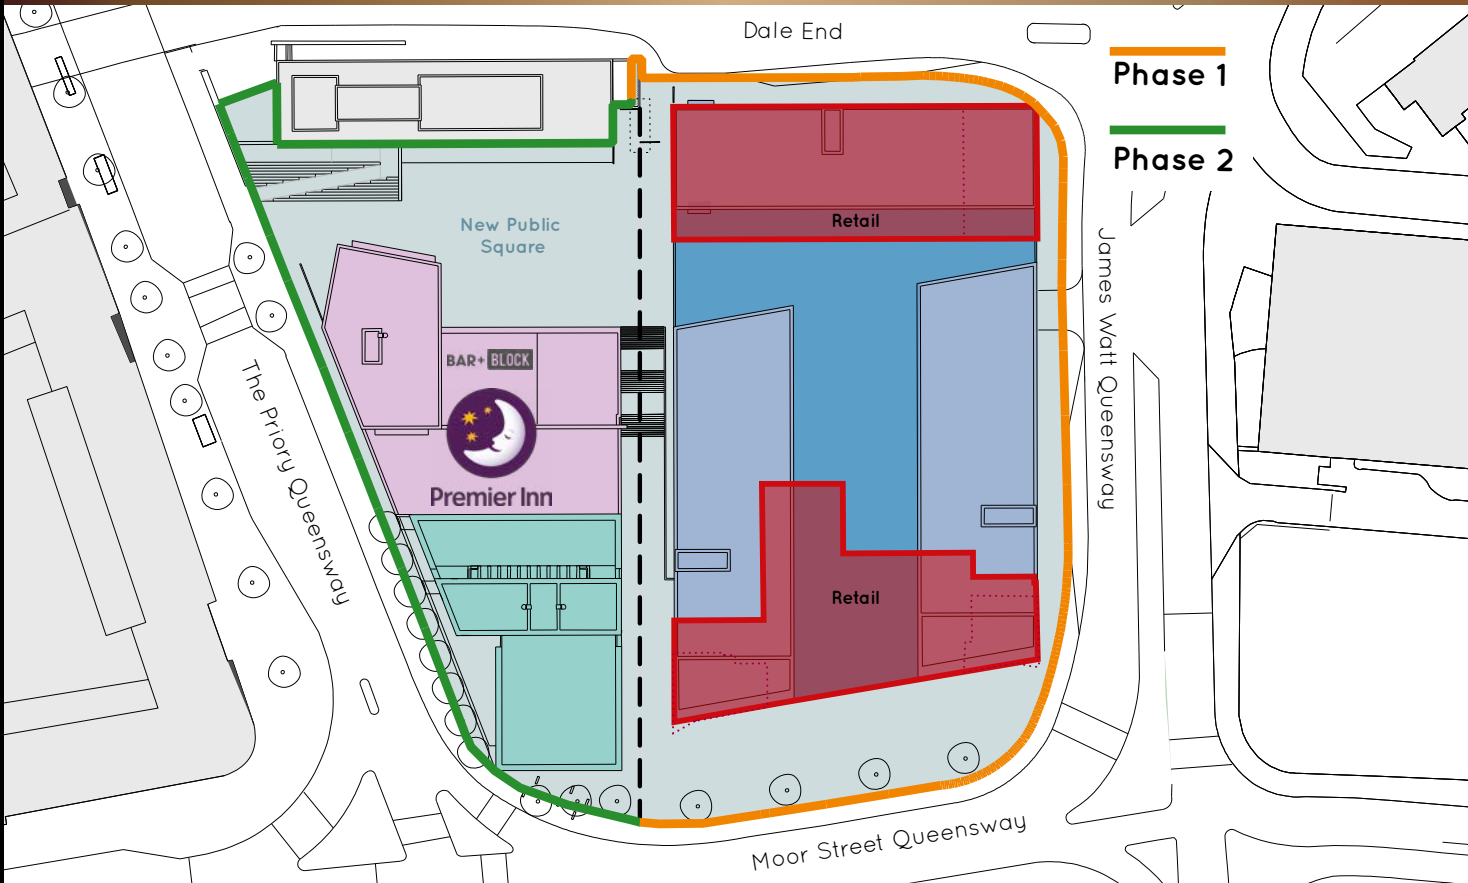 Dale End
Phase 1
Phase 2
New Public
Square
Retail
James Watt Queensway
BAR+ BLOCK
The Priory Queensway
Premier Inn
Retail
Moor Street Queensway